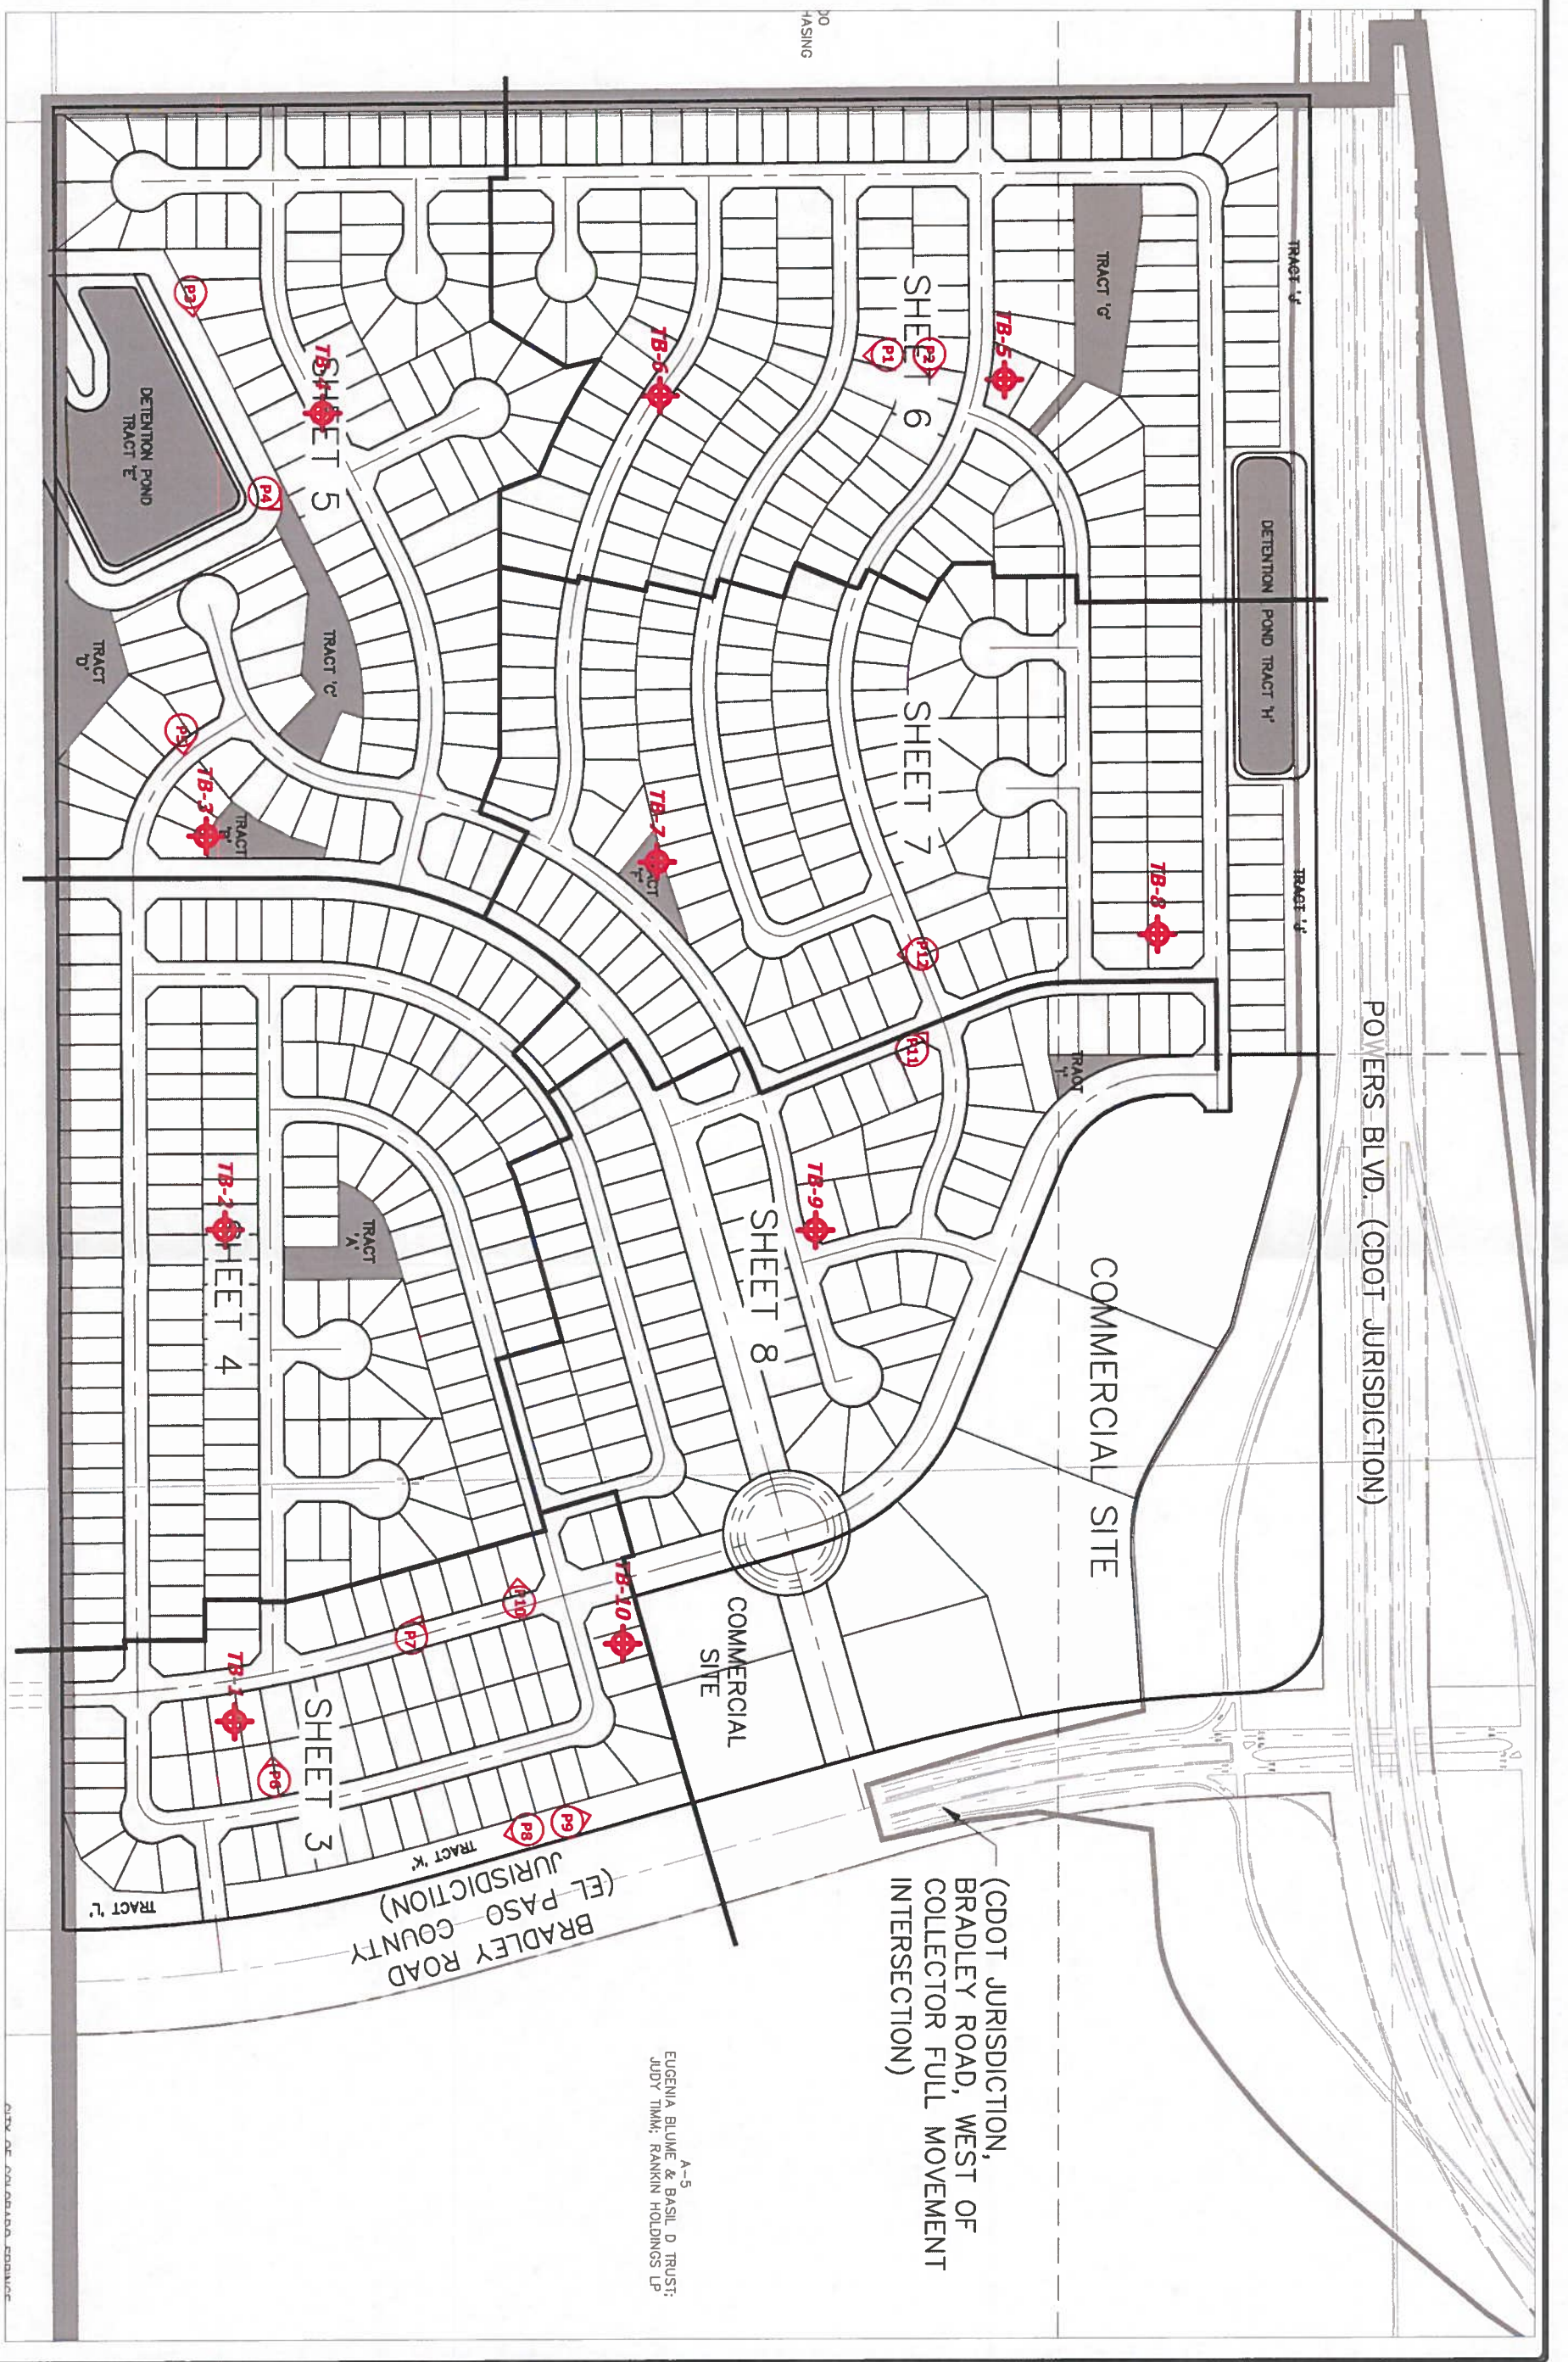 POWERS BLVD. (CDOT JURISDICTION)
TRACT 'J'
TRACT 'J'
DETENTION POND TRACT 'H'
TRACT 'G'
TB-5
SHEET 6
P1
P2
TB-6
TB-8
SHEET 7
TB-7
P12
P11
TRACT
'I'
COMMERCIAL SITE
TB-9
SHEET 8
COMMERCIAL
SITE
TB-10
(CDOT JURISDICTION,
BRADLEY ROAD, WEST OF
COLLECTOR FULL MOVEMENT
INTERSECTION)
A-5
EUGENIA BLUME & BASIL D TRUST;
JUDY TIMM; RANKIN HOLDINGS LP
P3
TB-4
SHEET 5
P4
DETENTION POND
TRACT 'E'
TRACT 'C'
TRACT
'D'
P5
TB-3
TRACT
'B'
TRACT
'A'
TB-2
SHEET 4
P10
P7
TB-1
SHEET 3
P6
P8
P9
TRACT 'K'
TRACT 'L'
BRADLEY ROAD
(EL PASO COUNTY
JURISDICTION)